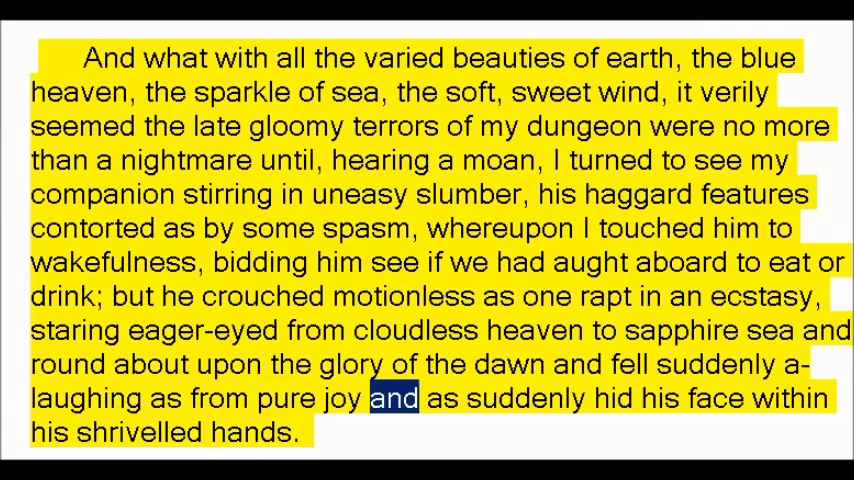 And what with all the varied beauties of earth, the blue
heaven, the sparkle of sea, the soft, sweet wind, it verily
seemed the late gloomy terrors of my dungeon were no more
than a nightmare until, hearing a moan, I turned to see my
companion stirring in uneasy slumber, his haggard features
contorted as by some spasm, whereupon I touched him to
wakefulness, bidding him see if we had aught aboard to eat or
drink; but he crouched motionless as one rapt in an ecstasy,
staring eager-eyed from cloudless heaven to sapphire sea and
round about upon the glory of the dawn and fell suddenly a-
laughing as from pure joy and as suddenly hid his face within
his shrivelled hands.